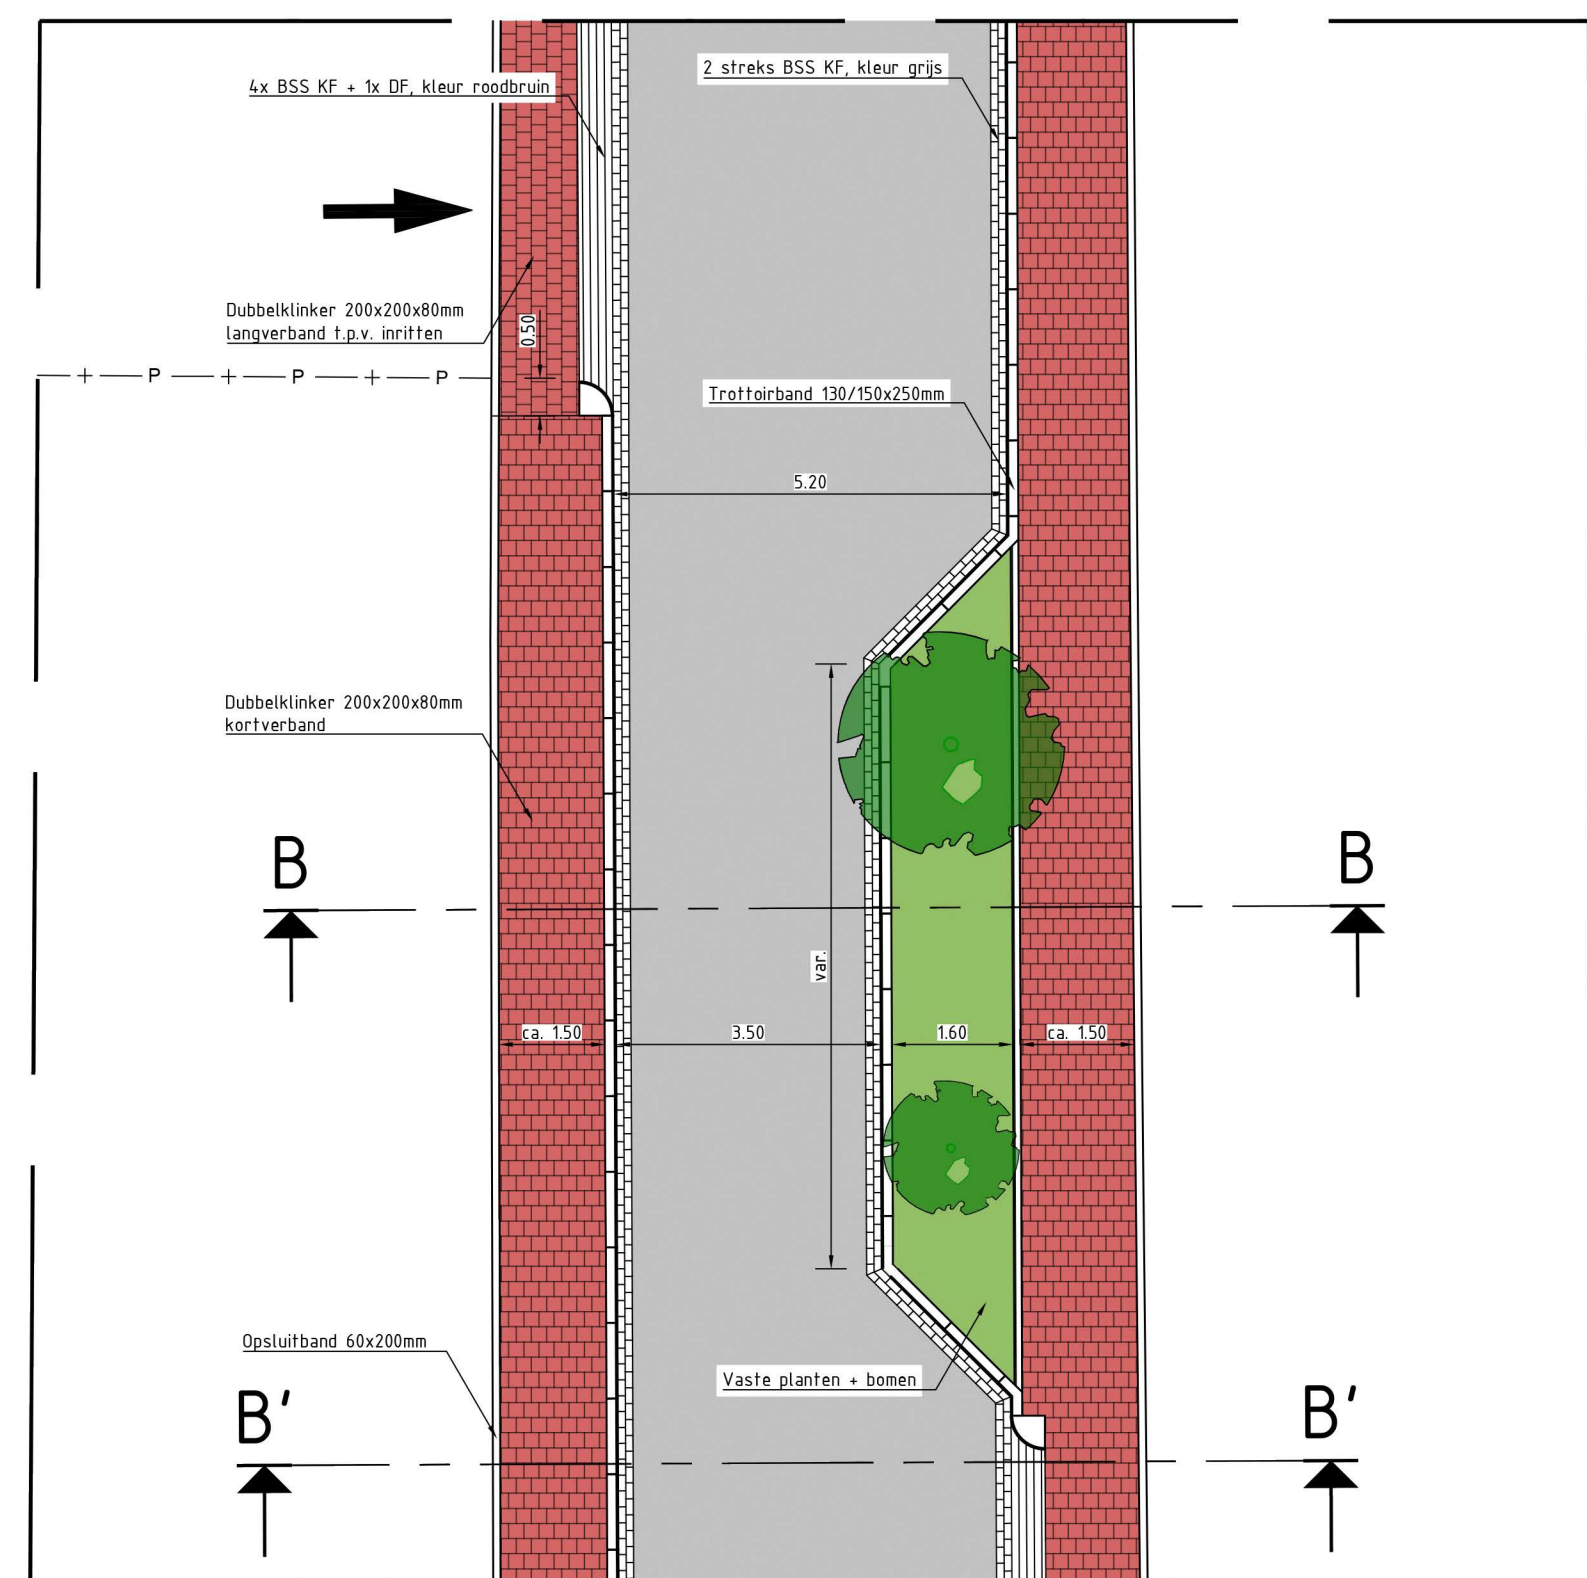 2 streks BSS KF, kleur grijs
4x BSS KF + 1x DF, kleur roodbruin
Dubbelklinker 200x200x80mm
langverband t.p.v. inritten
0.50
P
P
P
Trottoirband 130/150x250mm
5.20
Dubbelklinker 200x200x80mm
kortverband
B
B
var.
ca. 1.50
3.50
1.60
ca. 1.50
Opsluitband 60x200mm
Vaste planten + bomen
B'
B'